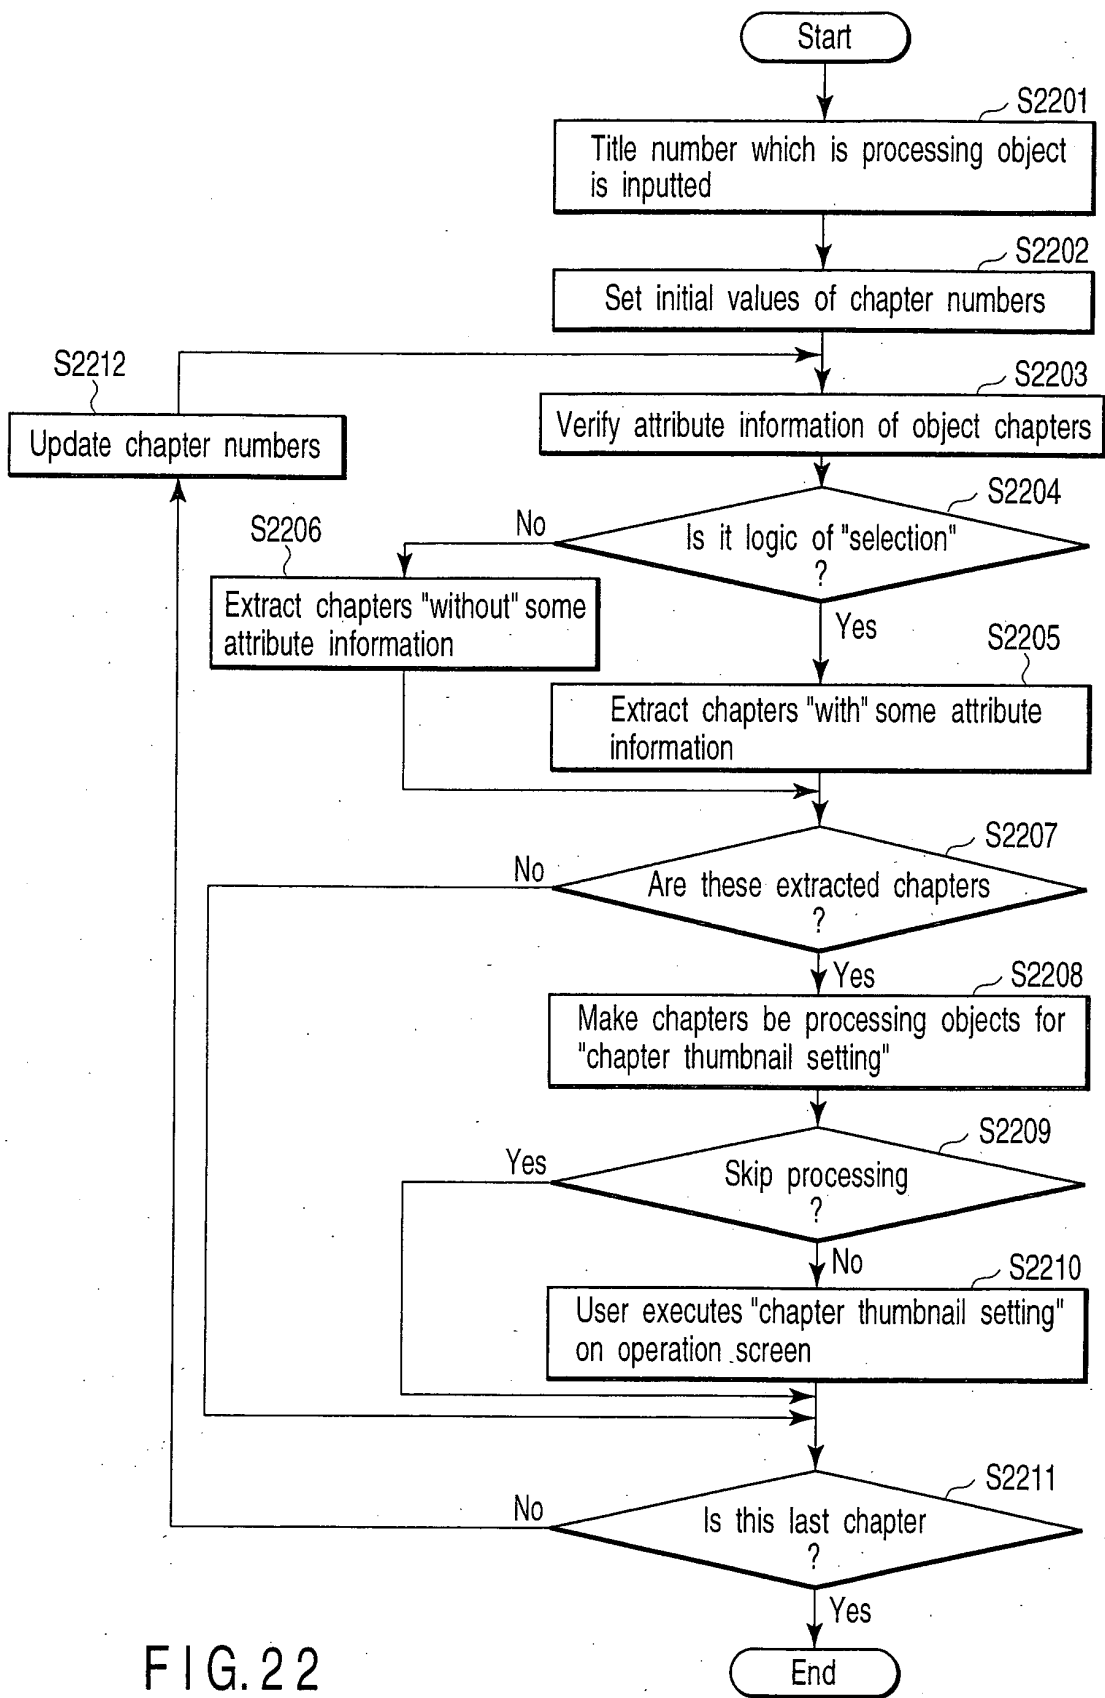 Start
S2201
Title number which is processing object
is inputted
S2202
Set initial values of chapter numbers
S2212
Update chapter numbers
S2203
Verify attribute information of object chapters
S2204
Is it logic of "selection"
?
No
Yes
S2206
Extract chapters "without" some
attribute information
S2205
Extract chapters "with" some attribute
information
S2207
Are these extracted chapters
?
No
Yes
S2208
Make chapters be processing objects for
"chapter thumbnail setting"
S2209
Skip processing
?
Yes
No
S2210
User executes "chapter thumbnail setting"
on operation screen
S2211
Is this last chapter
?
No
Yes
End
FIG.22